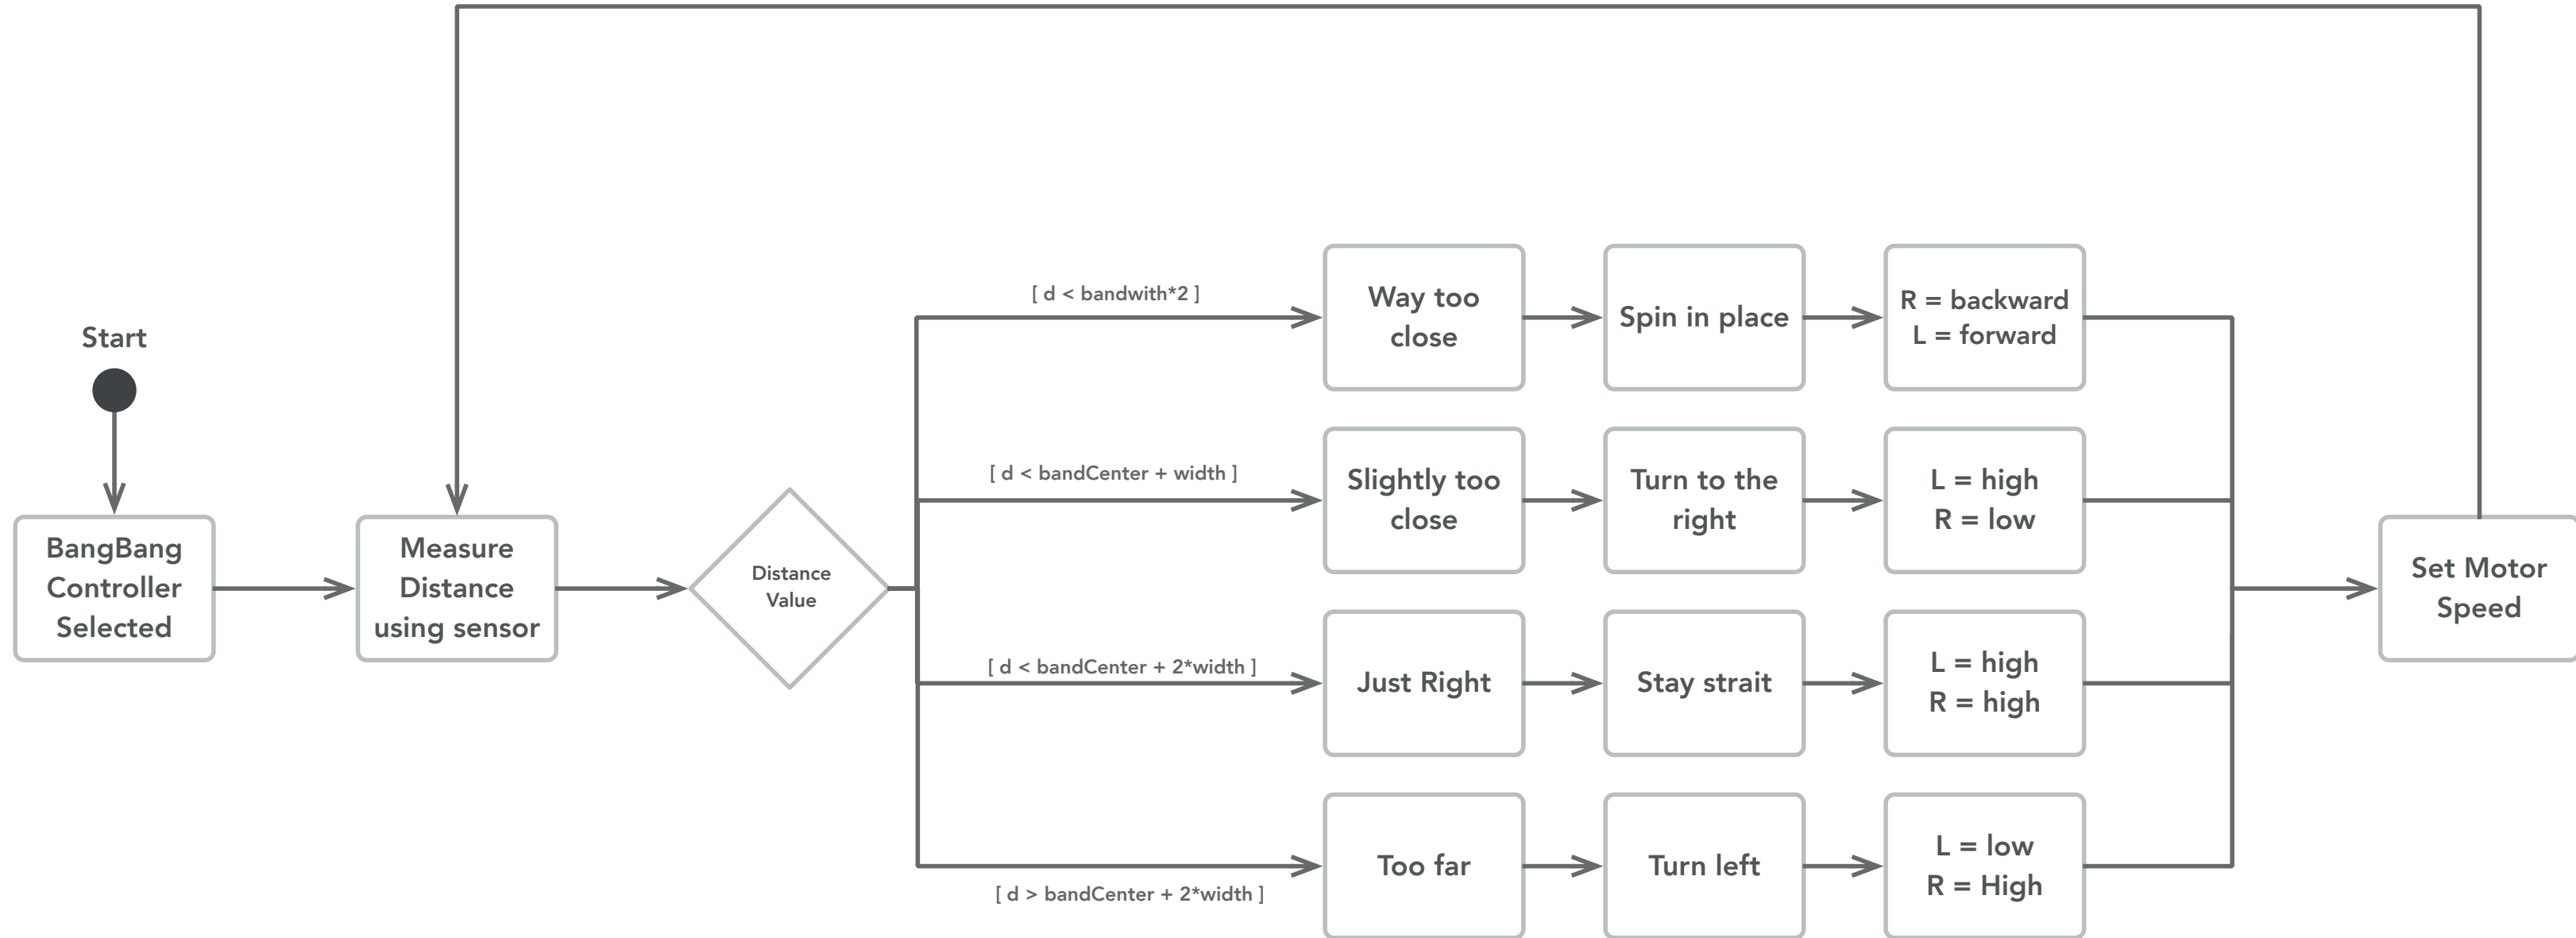 Start
BangBang
Controller
Selected
Measure
Distance
using sensor
Distance
Value
[ d < bandwith*2 ]
Way too
close
Spin in place
R = backward
L = forward
[ d < bandCenter + width ]
Slightly too
close
Turn to the
right
L = high
R = low
[ d < bandCenter + 2*width ]
Just Right
Stay strait
L = high
R = high
[ d > bandCenter + 2*width ]
Too far
Turn left
L = low
R = High
Set Motor
Speed